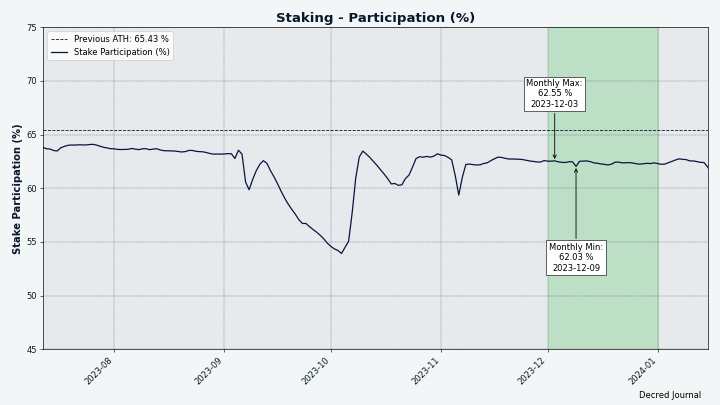 Staking - Participation (%)
Previous ATH: 65.43 %
Stake Participation (%)
Stake Participation (%)
75
70
65
60
55
50
45
Monthly Max:
62.55 %
2023-12-03
Monthly Min:
62.03 %
2023-12-09
2023-08
2023-09
2023-10
2023-11
2023-12
2024-01
Decred Journal